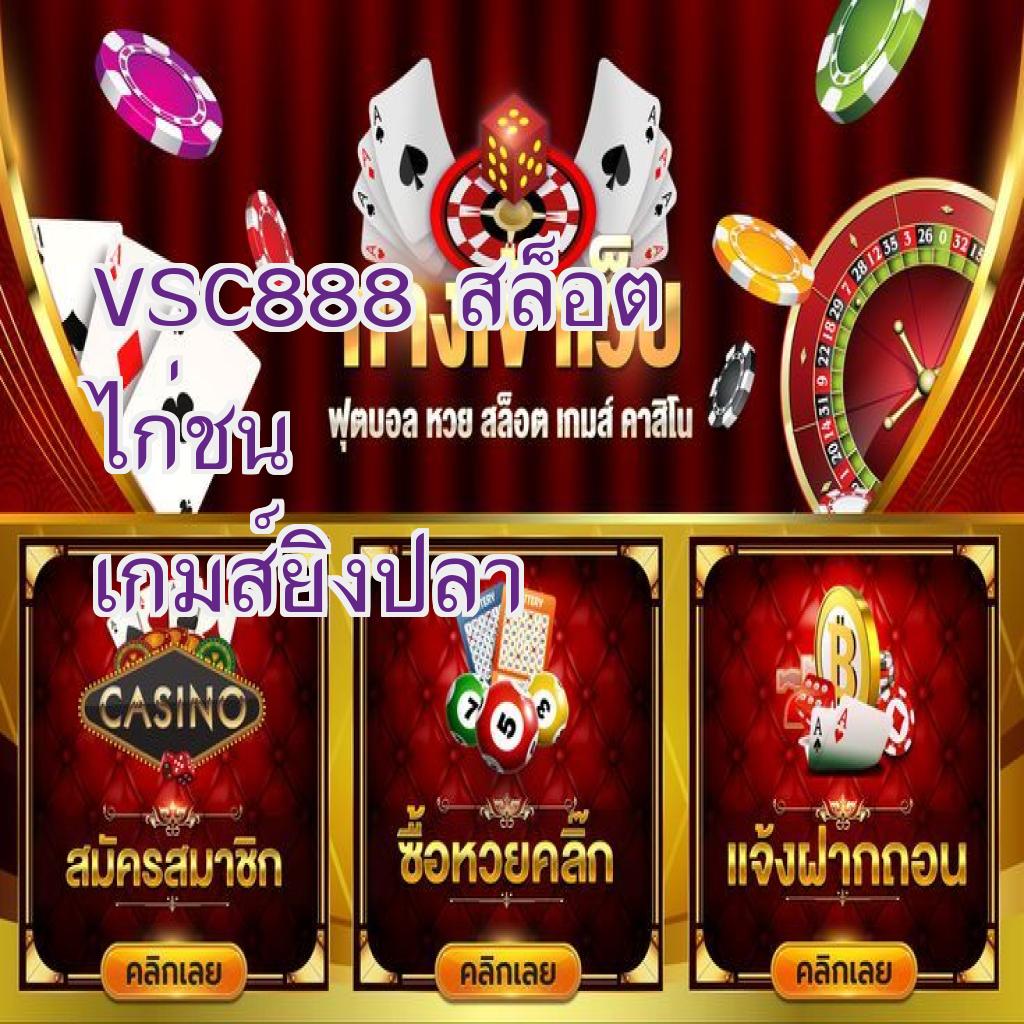 VSC888 สล็อต
ไก่ชน
เกมส์ยิงปลา
ฟุตบอล หวย สล็อต เกมส์ คาสิโน
CASINO
สมัครสมาชิก
คลิกเลย
ซื้อหวยคลิ๊ก
คลิกเลย
แจ้งฝากถอน
คลิกเลย